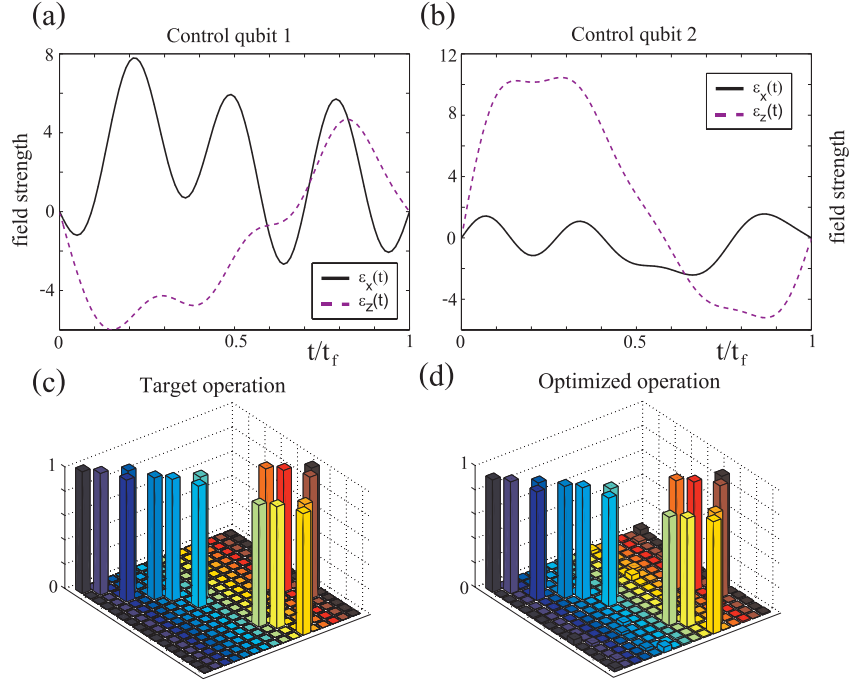 (a)
Control qubit 1
8
4
0
-4
field strength
0
0.5
1
t/t_f
ε_x(t)
ε_z(t)
(b)
Control qubit 2
12
8
4
0
-4
field strength
0
0.5
1
t/t_f
ε_x(t)
ε_z(t)
(c)
Target operation
1
0
(d)
Optimized operation
1
0